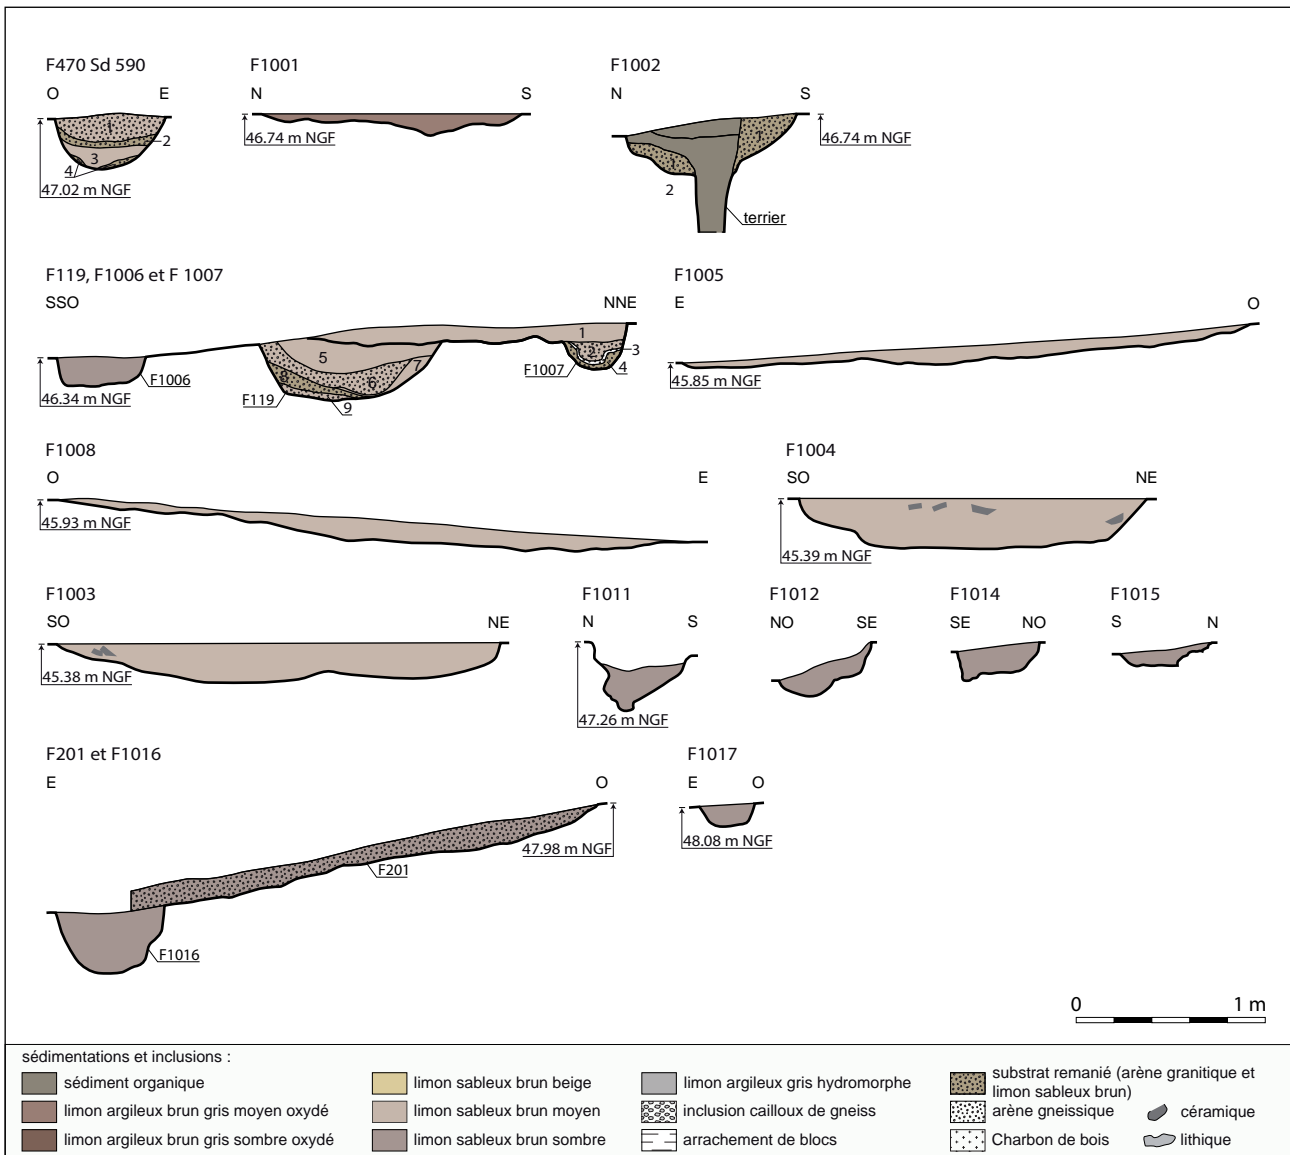 F470 Sd 590
O E
1
2
3
4
47.02 m NGF
F1001
N S
46.74 m NGF
F1002
N S
1
1
2
46.74 m NGF
terrier
F119, F1006 et F 1007
SSO NNE
1
2
3
4
5
6
7
8
9
F1006
F119
F1007
46.34 m NGF
F1005
E O
45.85 m NGF
F1008
O E
45.93 m NGF
F1004
SO NE
45.39 m NGF
F1003
SO NE
45.38 m NGF
F1011
N S
47.26 m NGF
F1012
NO SE
F1014
SE NO
F1015
S N
F201 et F1016
E O
47.98 m NGF
F201
F1016
F1017
E O
48.08 m NGF
0 1 m
sédimentations et inclusions :
sédiment organique
limon argileux brun gris moyen oxydé
limon argileux brun gris sombre oxydé
limon sableux brun beige
limon sableux brun moyen
limon sableux brun sombre
limon argileux gris hydromorphe
inclusion cailloux de gneiss
arrachement de blocs
substrat remanié (arène granitique et
limon sableux brun)
arène gneissique
Charbon de bois
céramique
lithique